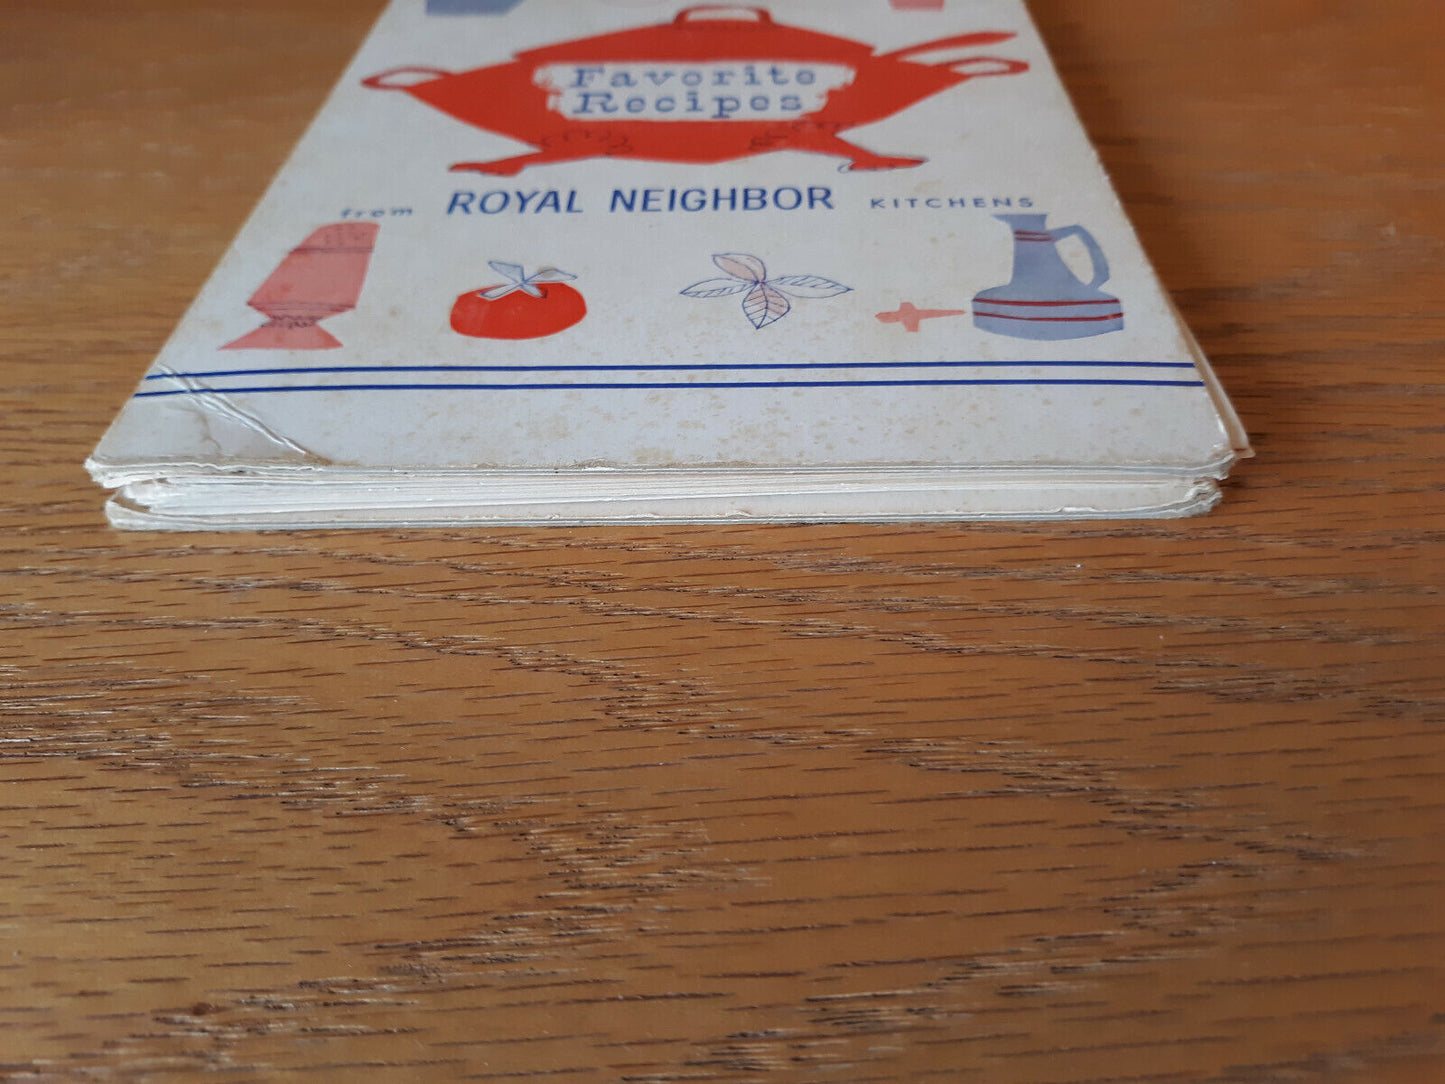 Favorite
Recipes
from ROYAL NEIGHBOR KITCHENS